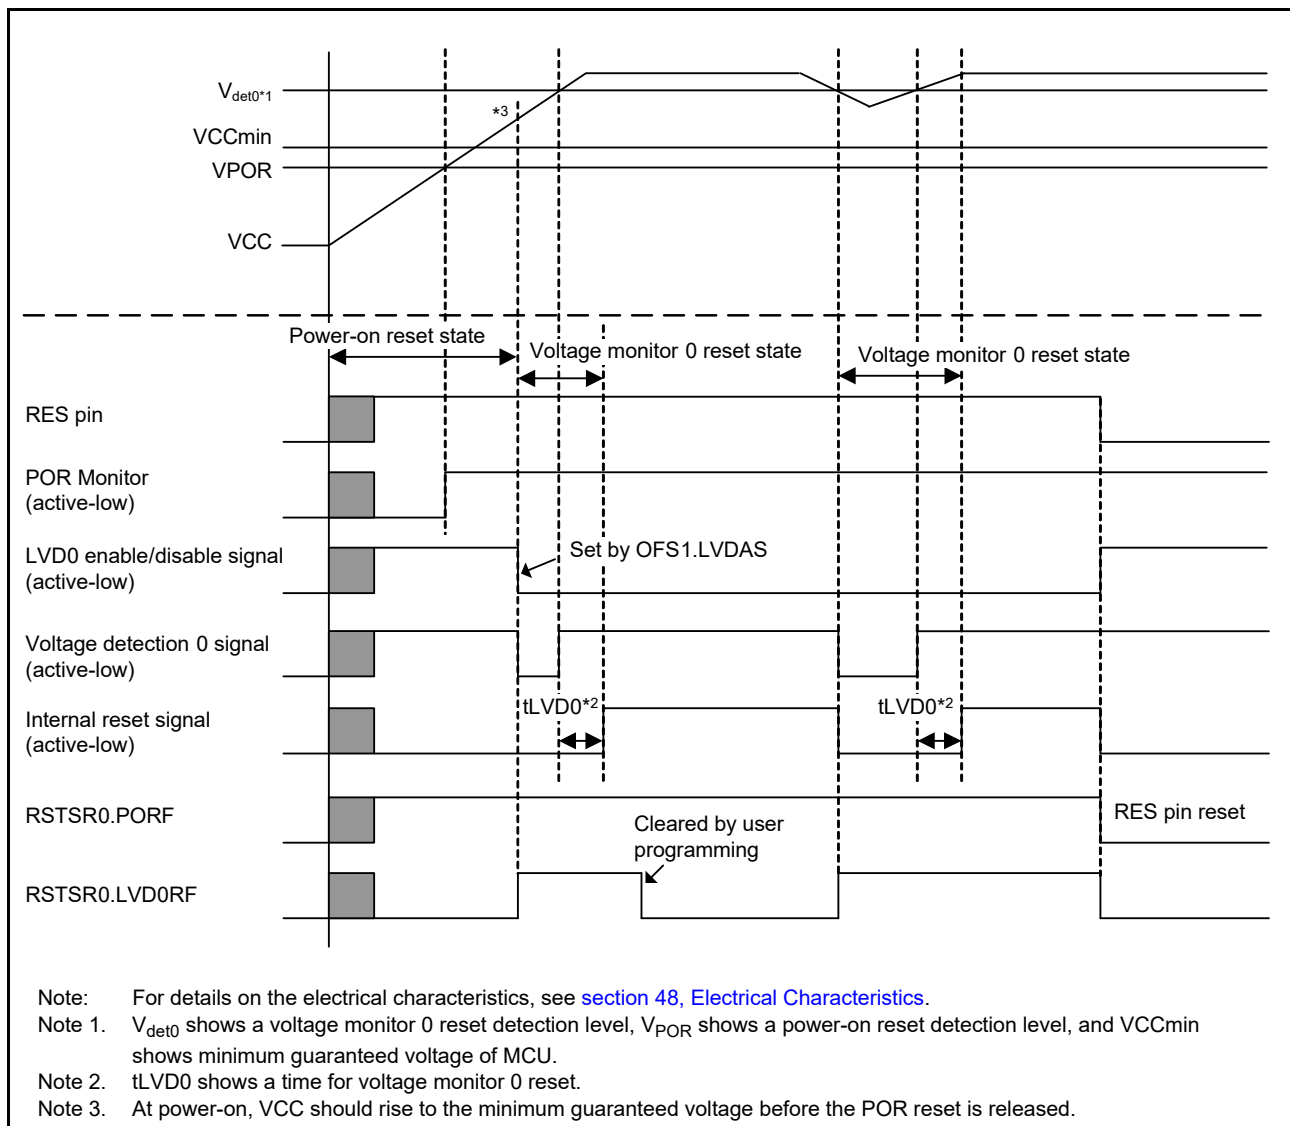 Vdet0*1
*3
VCCmin
VPOR
VCC
Power-on reset state
Voltage monitor 0 reset state
Voltage monitor 0 reset state
RES pin
POR Monitor
(active-low)
LVD0 enable/disable signal
(active-low)
Set by OFS1.LVDAS
Voltage detection 0 signal
(active-low)
Internal reset signal
(active-low)
tLVD0*2
tLVD0*2
RSTSR0.PORF
RES pin reset
Cleared by user
programming
RSTSR0.LVD0RF
Note: For details on the electrical characteristics, see section 48, Electrical Characteristics.
Note 1. Vdet0 shows a voltage monitor 0 reset detection level, VPOR shows a power-on reset detection level, and VCCmin
shows minimum guaranteed voltage of MCU.
Note 2. tLVD0 shows a time for voltage monitor 0 reset.
Note 3. At power-on, VCC should rise to the minimum guaranteed voltage before the POR reset is released.